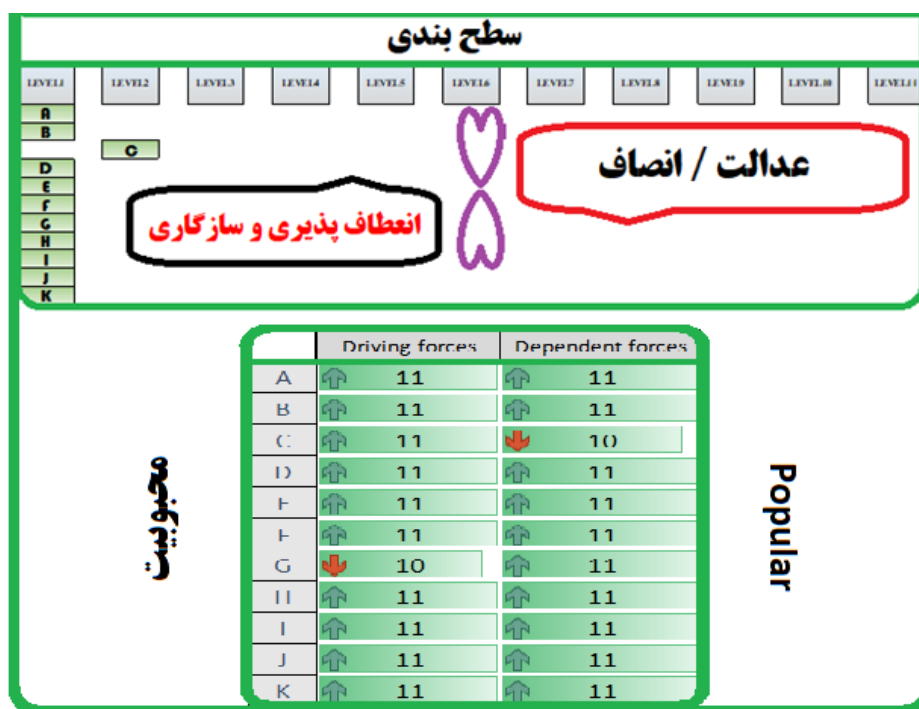 سطح بندی
LEVEL1 LEVEL2 LEVEL3 LEVEL4 LEVEL5 LEVEL6 LEVEL7 LEVEL8 LEVEL9 LEVEL10 LEVEL11
A
B
C
D
E
F
G
H
I
J
K
عدالت / انصاف
انعطاف پذیری و سازگاری
Driving forces Dependent forces
A 11 11
B 11 11
C 11 10
D 11 11
E 11 11
F 11 11
G 10 11
H 11 11
I 11 11
J 11 11
K 11 11
محبوبیت
Popular